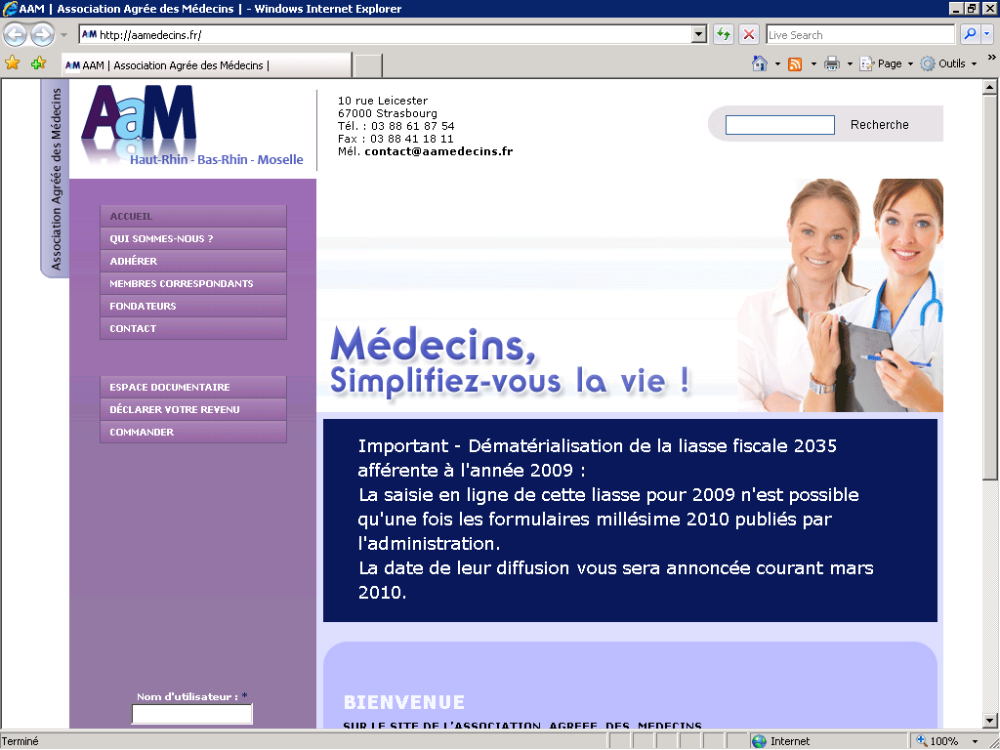 AAM | Association Agrée des Médecins | - Windows Internet Explorer
http://aamedecins.fr/
Live Search
AAM | Association Agrée des Médecins |
Page
Outils
Association Agréée des Médecins
AaM
Haut-Rhin - Bas-Rhin - Moselle
10 rue Leicester
67000 Strasbourg
Tél. : 03 88 61 87 54
Fax : 03 88 41 18 11
Mél. contact@aamedecins.fr
Recherche
ACCUEIL
QUI SOMMES-NOUS ?
ADHÉRER
MEMBRES CORRESPONDANTS
FONDATEURS
CONTACT
ESPACE DOCUMENTAIRE
DÉCLARER VOTRE REVENU
COMMANDER
Médecins,
Simplifiez-vous la vie !
Important - Dématérialisation de la liasse fiscale 2035
afférente à l'année 2009 :
La saisie en ligne de cette liasse pour 2009 n'est possible
qu'une fois les formulaires millésime 2010 publiés par
l'administration.
La date de leur diffusion vous sera annoncée courant mars
2010.
Nom d'utilisateur : *
BIENVENUE
SUR LE SITE DE L'ASSOCIATION AGREEE DES MEDECINS
Terminé
Internet
100%